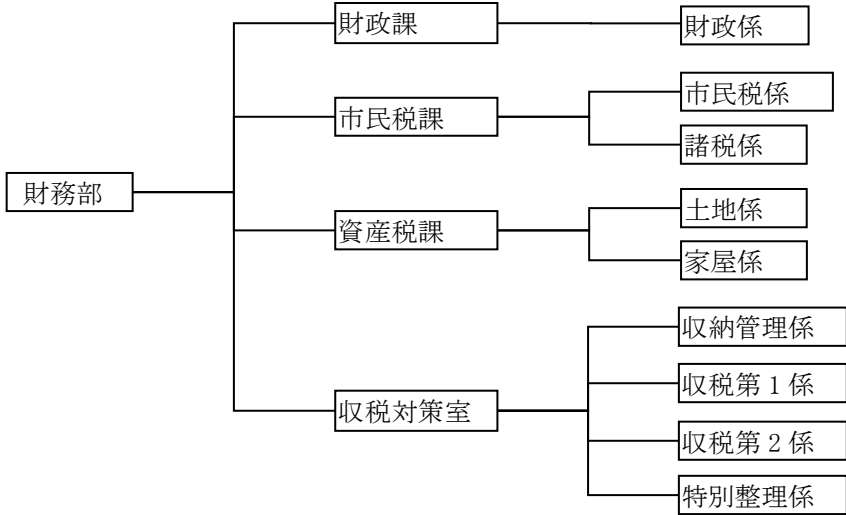 財務部
財政課
財政係
市民税課
市民税係
諸税係
資産税課
土地係
家屋係
収税対策室
収納管理係
収税第１係
収税第２係
特別整理係